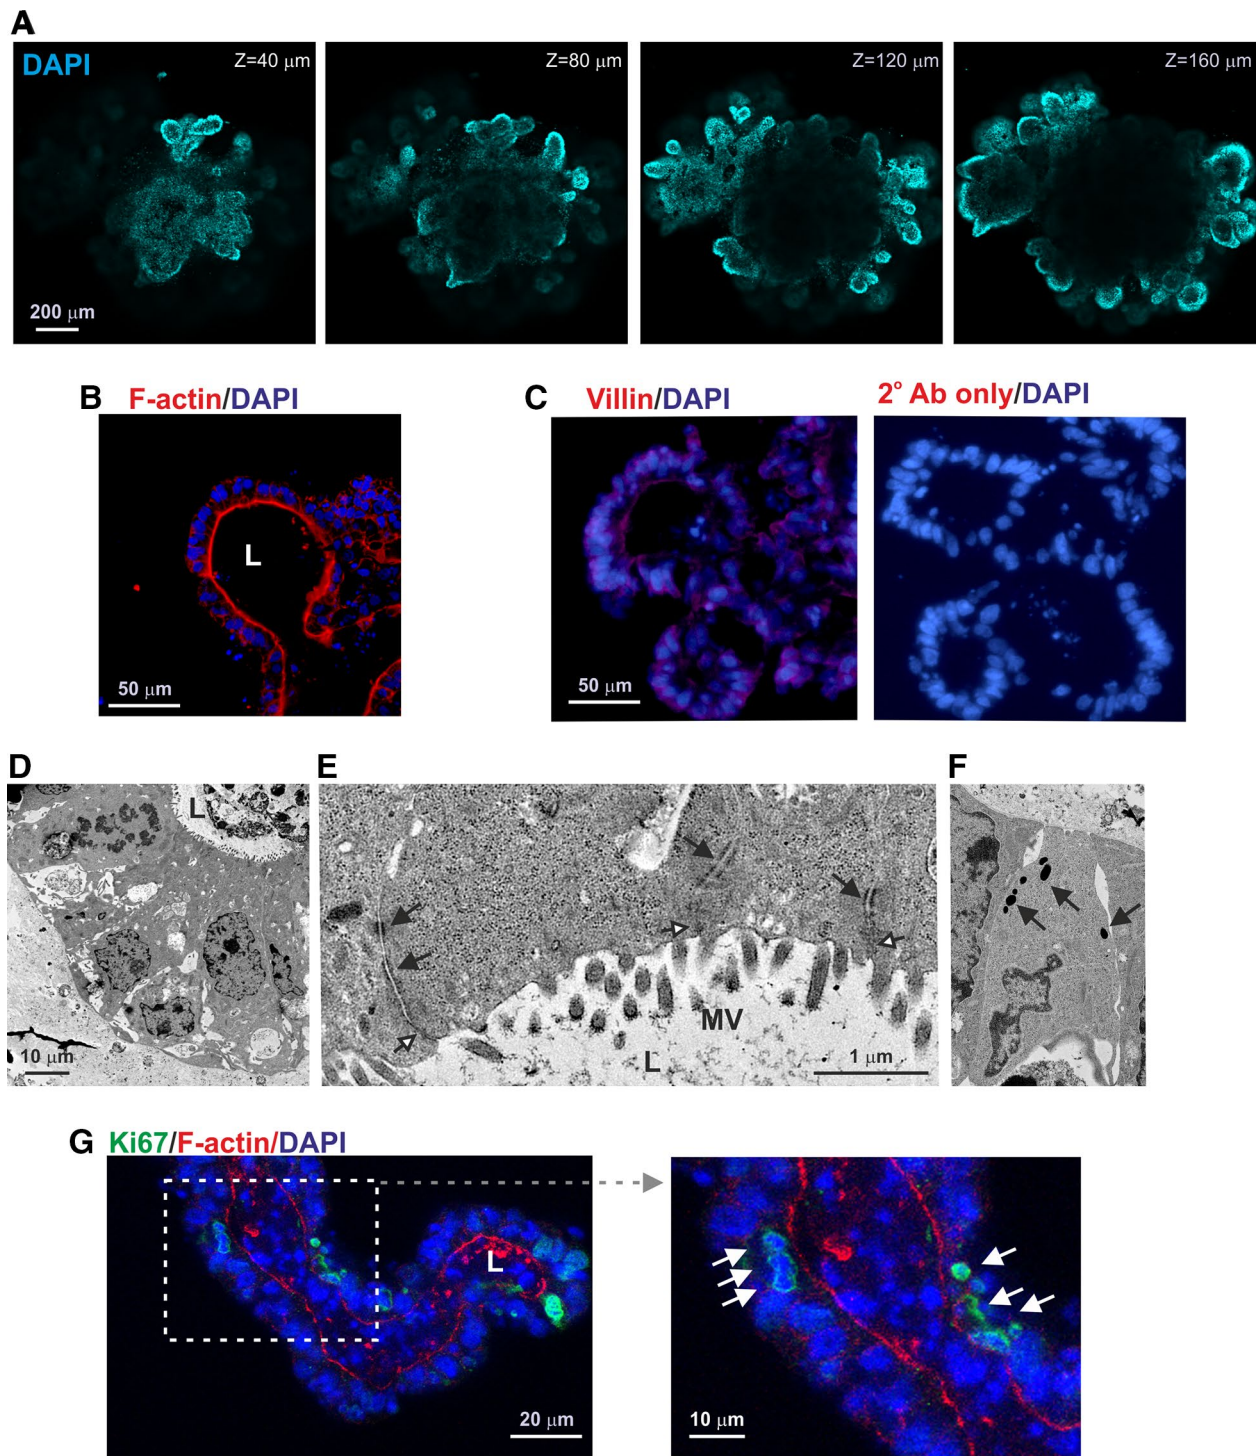 A
DAPI
Z=40 μm
Z=80 μm
Z=120 μm
Z=160 μm
200 μm
B
F-actin/DAPI
L
50 μm
C
Villin/DAPI
2° Ab only/DAPI
50 μm
D
L
10 μm
E
MV
L
1 μm
F
G
Ki67/F-actin/DAPI
L
20 μm
10 μm